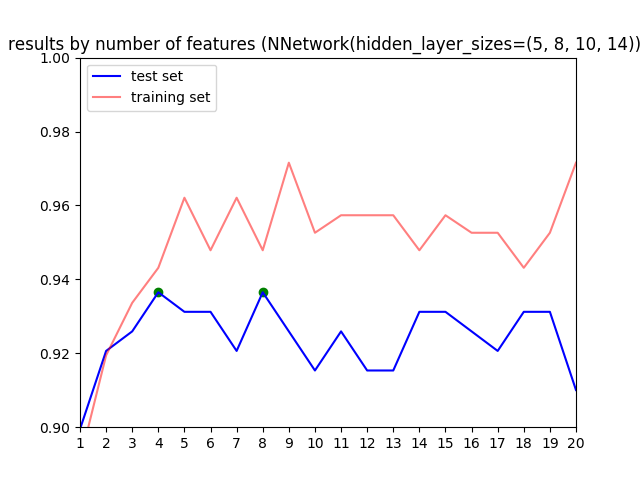 results by number of features (NNetwork(hidden_layer_sizes=(5, 8, 10, 14))
test set
training set
1.00
0.98
0.96
0.94
0.92
0.90
1 2 3 4 5 6 7 8 9 10 11 12 13 14 15 16 17 18 19 20